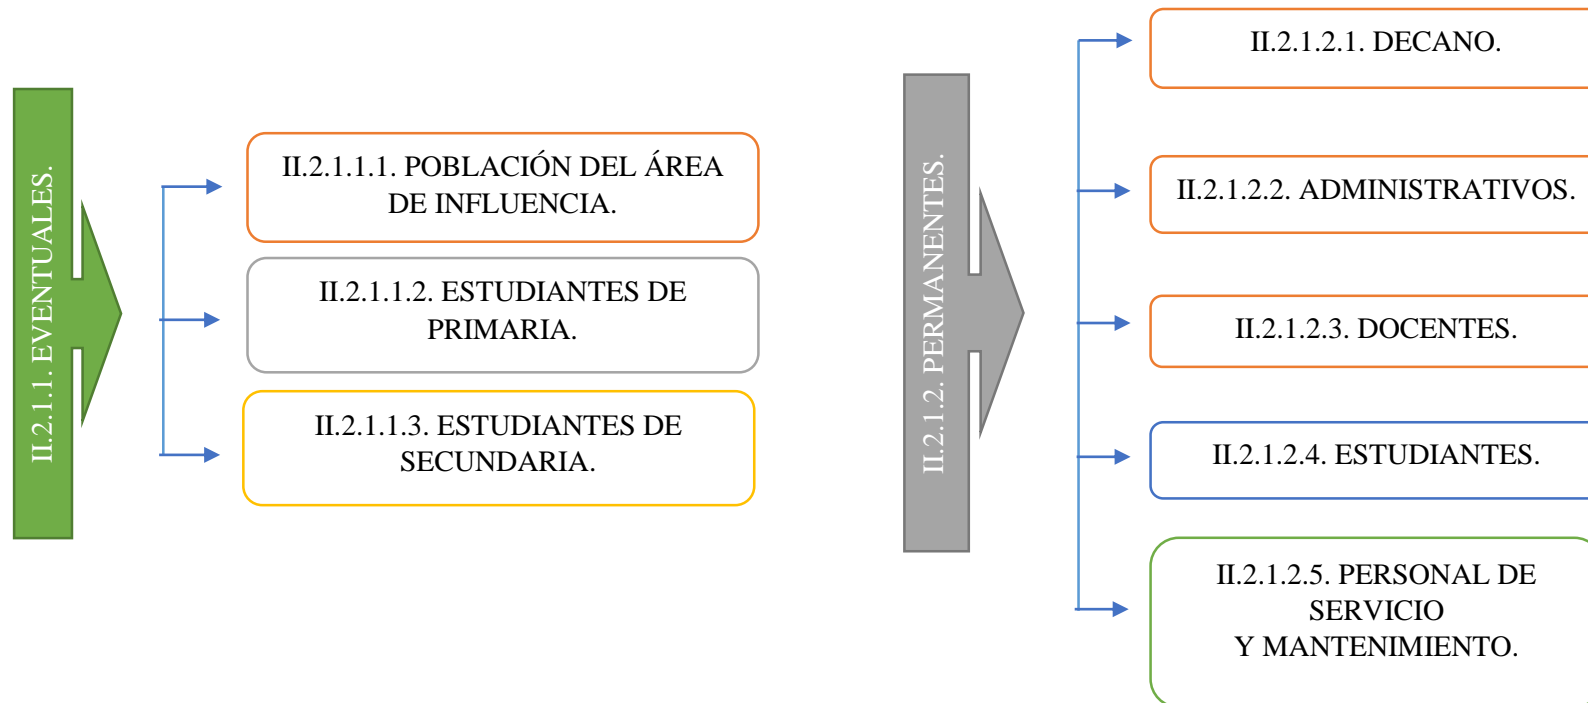 II.2.1.1. EVENTUALES.
II.2.1.1.1. POBLACIÓN DEL ÁREA
DE INFLUENCIA.
II.2.1.1.2. ESTUDIANTES DE
PRIMARIA.
II.2.1.1.3. ESTUDIANTES DE
SECUNDARIA.
II.2.1.2. PERMANENTES.
II.2.1.2.1. DECANO.
II.2.1.2.2. ADMINISTRATIVOS.
II.2.1.2.3. DOCENTES.
II.2.1.2.4. ESTUDIANTES.
II.2.1.2.5. PERSONAL DE
SERVICIO
Y MANTENIMIENTO.